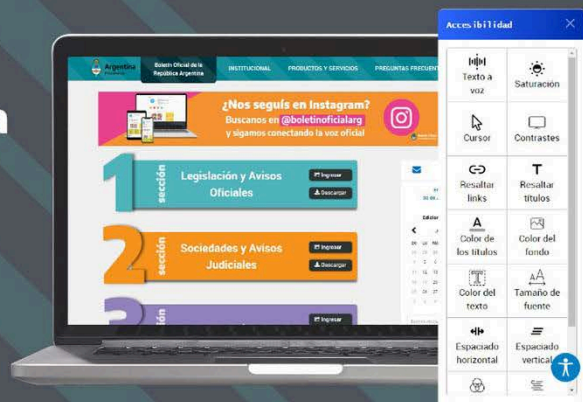 Argentina
Boletín Oficial de la
República Argentina
INSTITUCIONAL
PRODUCTOS Y SERVICIOS
PREGUNTAS FRECUENT
¿Nos seguís en Instagram?
Buscanos en @boletinoficialarg
y sigamos conectando la voz oficial
1 sección
Legislación y Avisos
Oficiales
Ingresar
Descargar
2 sección
Sociedades y Avisos
Judiciales
Ingresar
Descargar
Ingresar
Accesibilidad
Texto a
voz
Saturación
Cursor
Contrastes
Resaltar
links
Resaltar
títulos
Color de
los títulos
Color del
fondo
Color del
texto
Tamaño de
fuente
Espaciado
horizontal
Espaciado
vertical